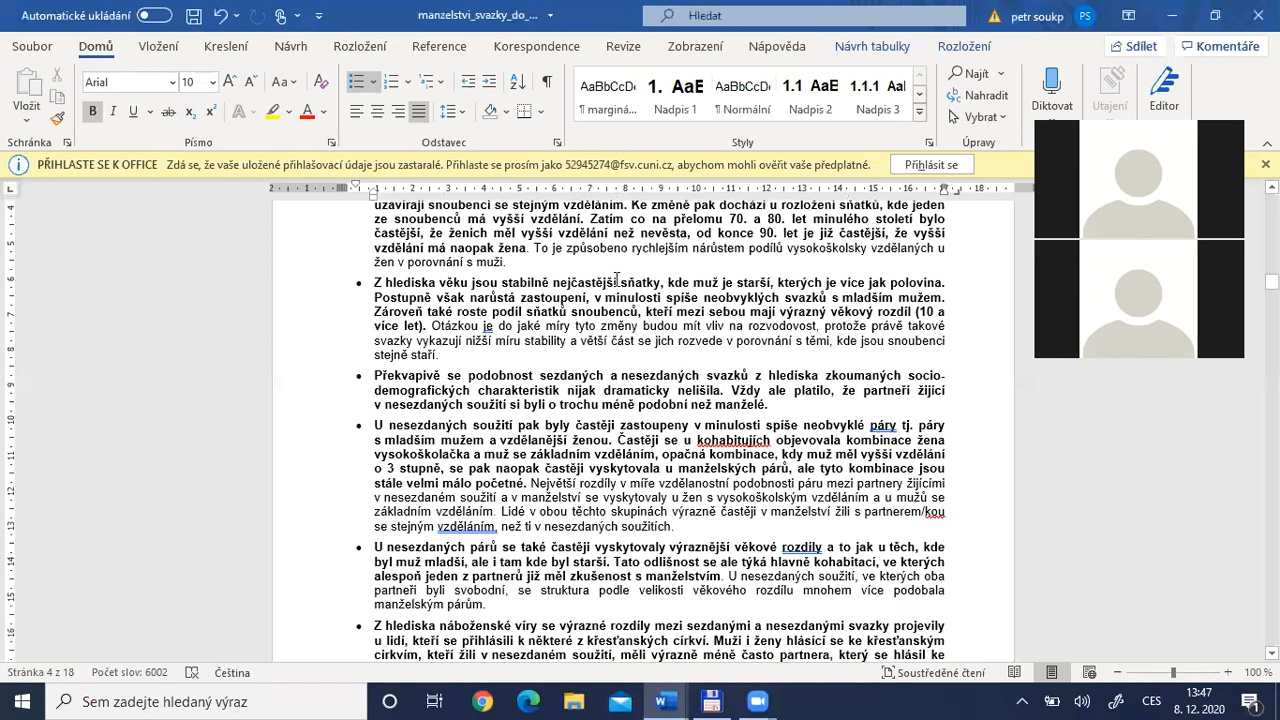 Automatické ukládání
manzelstvi_svazky_do_...
Hledat
petr soukp
PS
Soubor
Domů
Vložení
Kreslení
Návrh
Rozložení
Reference
Korespondence
Revize
Zobrazení
Nápověda
Návrh tabulky
Rozložení
Sdílet
Komentáře
Vložit
Arial
10
AaBbCcDc
1. AaE
AaBbCcDc
1.1 AaB
1.1.1 AaI
¶ marginá...
Nadpis 1
¶ Normální
Nadpis 2
Nadpis 3
Najít
Nahradit
Vybrat
Diktovat
Utajení
Editor
Schránka
Písmo
Odstavec
Styly
Úpravy
PŘIHLASTE SE K OFFICE Zdá se, že vaše uložené přihlašovací údaje jsou zastaralé. Přihlaste se prosím jako 52945274@fsv.cuni.cz, abychom mohli ověřit vaše předplatné.
Přihlásit se
uzavírají snoubenci se stejným vzděláním. Ke změně pak dochází u rozložení sňatků, kde jeden
ze snoubenců má vyšší vzdělání. Zatím co na přelomu 70. a 80. let minulého století bylo
častější, že ženich měl vyšší vzdělání než nevěsta, od konce 90. let je již častější, že vyšší
vzdělání má naopak žena. To je způsobeno rychlejším nárůstem podílů vysokoškolsky vzdělaných u
žen v porovnání s muži.
• Z hlediska věku jsou stabilně nejčastější sňatky, kde muž je starší, kterých je více jak polovina.
Postupně však narůstá zastoupení, v minulosti spíše neobvyklých svazků s mladším mužem.
Zároveň také roste podíl sňatků snoubenců, kteří mezi sebou mají výrazný věkový rozdíl (10 a
více let). Otázkou je do jaké míry tyto změny budou mít vliv na rozvodovost, protože právě takové
svazky vykazují nižší míru stability a větší část se jich rozvede v porovnání s těmi, kde jsou snoubenci
stejně staří.
• Překvapivě se podobnost sezdaných a nesezdaných svazků z hlediska zkoumaných socio-
demografických charakteristik nijak dramaticky nelišila. Vždy ale platilo, že partneři žijící
v nesezdaných soužití si byli o trochu méně podobní než manželé.
• U nesezdaných soužití pak byly častěji zastoupeny v minulosti spíše neobvyklé páry tj. páry
s mladším mužem a vzdělanější ženou. Častěji se u kohabitujích objevovala kombinace žena
vysokoškolačka a muž se základním vzděláním, opačná kombinace, kdy muž měl vyšší vzdělání
o 3 stupně, se pak naopak častěji vyskytovala u manželských párů, ale tyto kombinace jsou
stále velmi málo početné. Největší rozdíly v míře vzdělanostní podobnosti páru mezi partnery žijícími
v nesezdaném soužití a v manželství se vyskytovaly u žen s vysokoškolským vzděláním a u mužů se
základním vzděláním. Lidé v obou těchto skupinách výrazně častěji v manželství žili s partnerem/kou
se stejným vzděláním, než ti v nesezdaných soužitích.
• U nesezdaných párů se také častěji vyskytovaly výraznější věkové rozdíly a to jak u těch, kde
byl muž mladší, ale i tam kde byl starší. Tato odlišnost se ale týká hlavně kohabitací, ve kterých
alespoň jeden z partnerů již měl zkušenost s manželstvím. U nesezdaných soužití, ve kterých oba
partneři byli svobodní, se struktura podle velikosti věkového rozdílu mnohem více podobala
manželským párům.
• Z hlediska náboženské víry se výrazné rozdíly mezi sezdanými a nesezdanými svazky projevily
u lidí, kteří se přihlásili k některé z křesťanských církví. Muži i ženy hlásící se ke křesťanským
církvím, kteří žili v nesezdaném soužití, měli výrazně méně často partnera, který se hlásil ke
Stránka 4 z 18
Počet slov: 6002
Čeština
Soustředěné čtení
100 %
Sem zadejte hledaný výraz
CES
13:47
8. 12. 2020